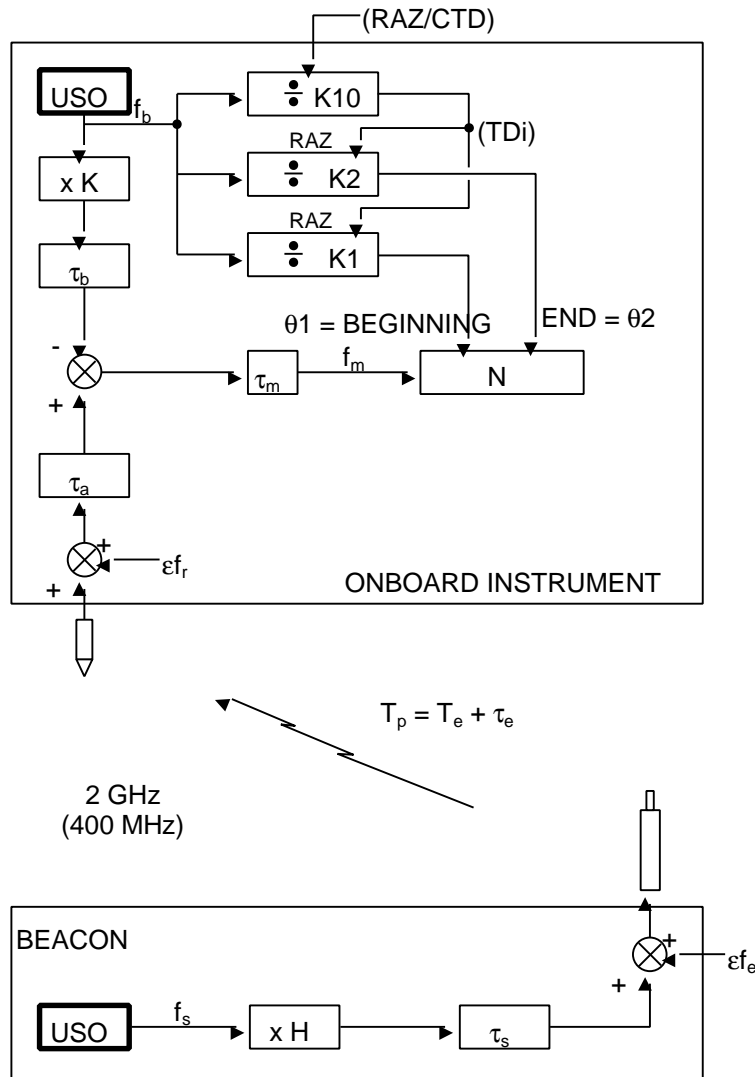 (RAZ/CTD)
USO
f_b
÷ K10
RAZ
(TDi)
x K
÷ K2
RAZ
τ_b
÷ K1
θ1 = BEGINNING
END = θ2
-
f_m
τ_m
N
+
τ_a
+
εf_r
+
ONBOARD INSTRUMENT
T_p = T_e + τ_e
2 GHz
(400 MHz)
BEACON
+
εf_e
+
USO
f_s
x H
τ_s